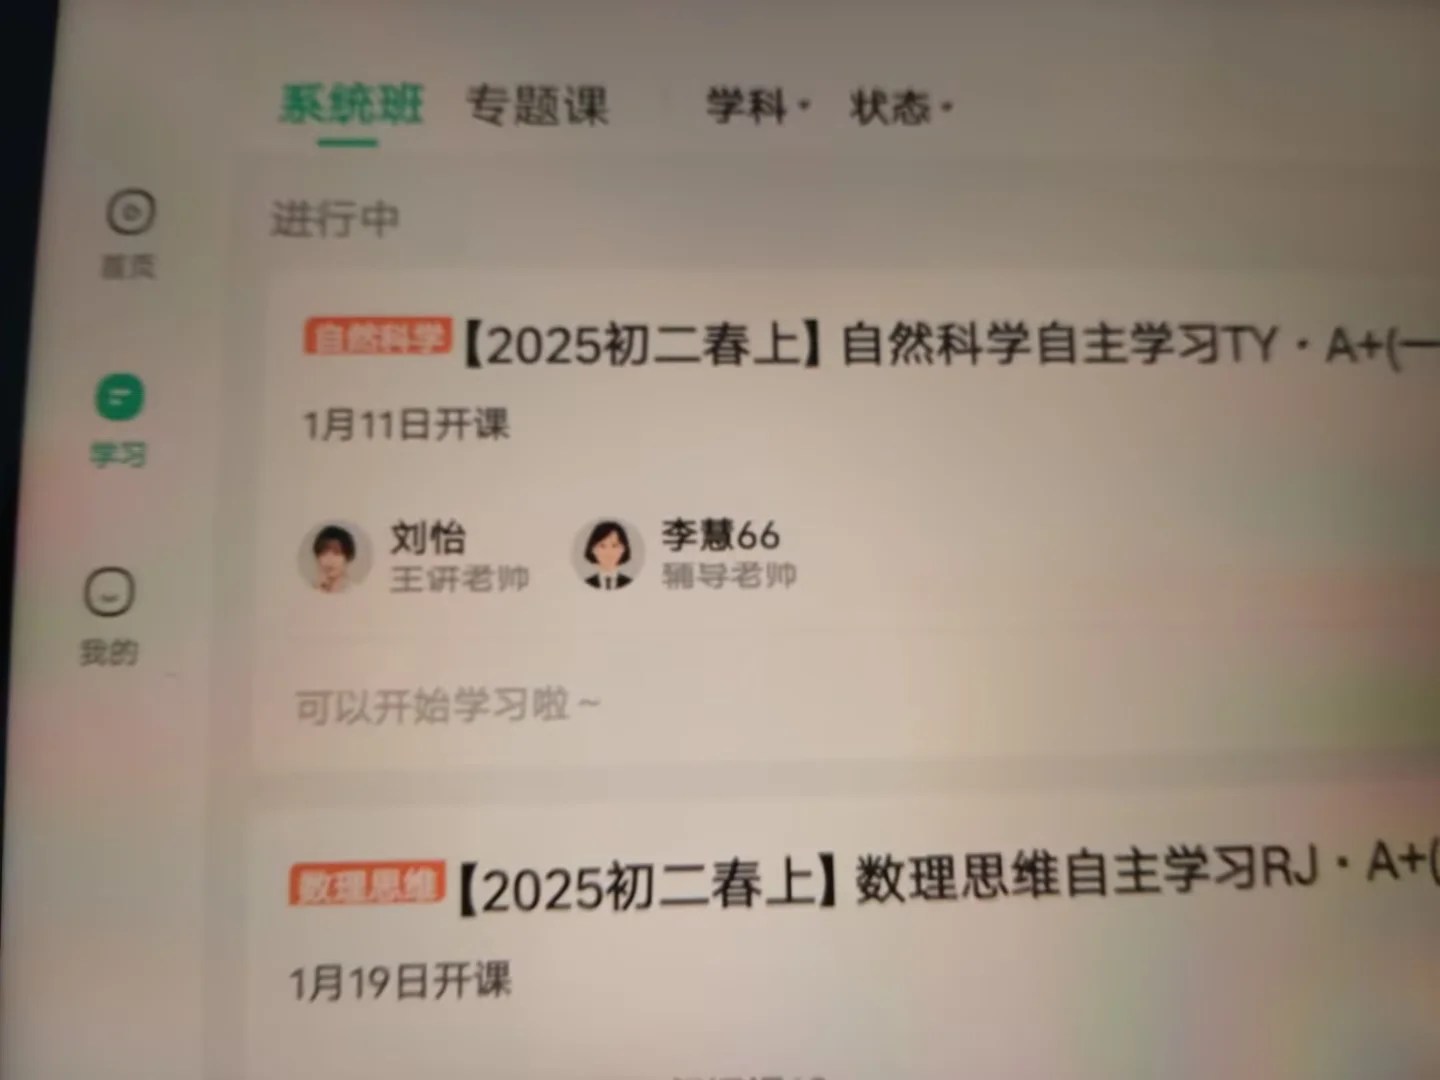 系统班 专题课 学科 状态
首页
学习
我的
进行中
自然科学【2025初二春上】自然科学自主学习TY·A+(一
1月11日开课
刘怡 李慧66
主讲老师 辅导老师
可以开始学习啦~
数理思维【2025初二春上】数理思维自主学习RJ·A+(
1月19日开课